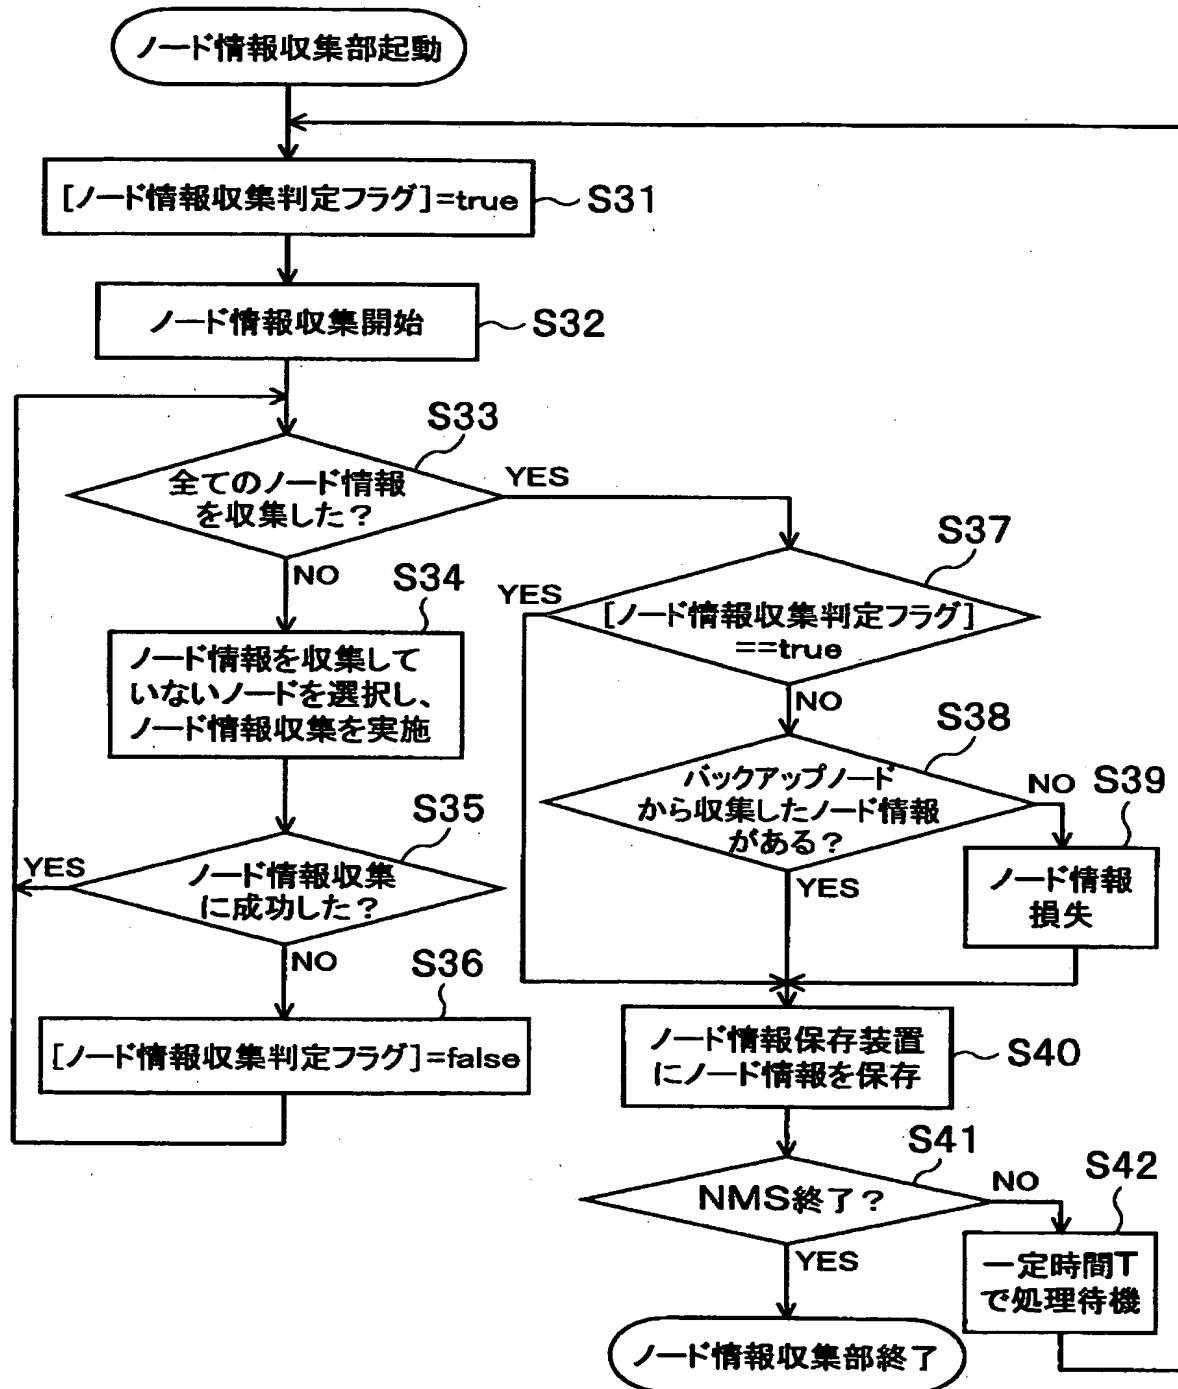 ノード情報収集部起動
[ノード情報収集判定フラグ]=true
S31
ノード情報収集開始
S32
S33
全てのノード情報
を収集した？
YES
NO
S34
ノード情報を収集して
いないノードを選択し、
ノード情報収集を実施
S35
YES
ノード情報収集
に成功した？
NO
S36
[ノード情報収集判定フラグ]=false
S37
YES
[ノード情報収集判定フラグ]
==true
NO
S38
バックアップノード
から収集したノード情報
がある？
NO
YES
S39
ノード情報
損失
ノード情報保存装置
にノード情報を保存
S40
S41
NMS終了？
NO
YES
S42
一定時間T
で処理待機
ノード情報収集部終了